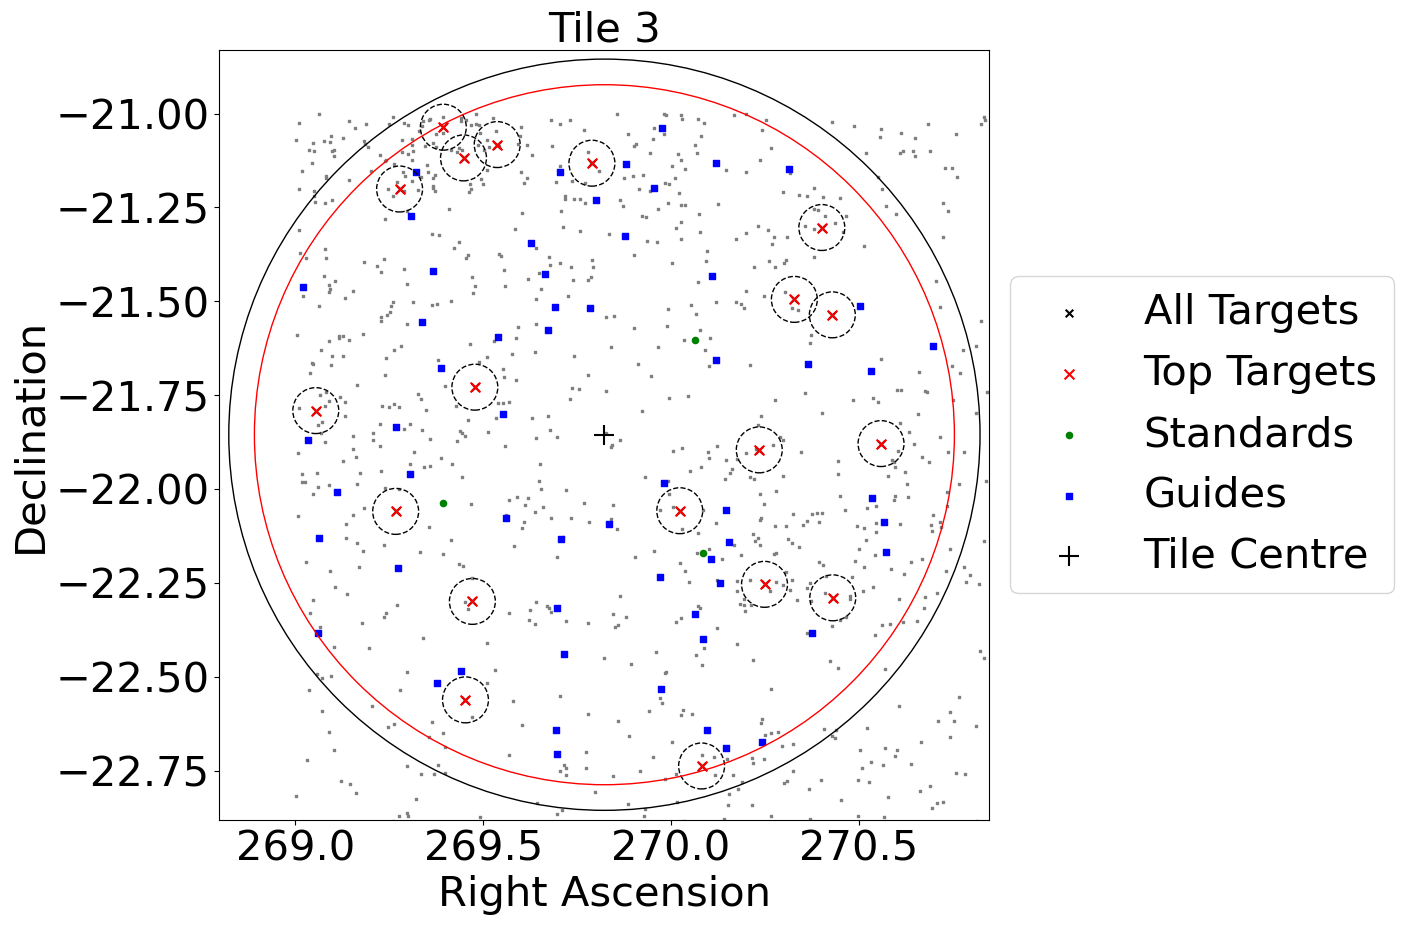 Tile 3
Declination
−21.00
−21.25
−21.50
−21.75
−22.00
−22.25
−22.50
−22.75
269.0 269.5 270.0 270.5
Right Ascension
All Targets
Top Targets
Standards
Guides
Tile Centre